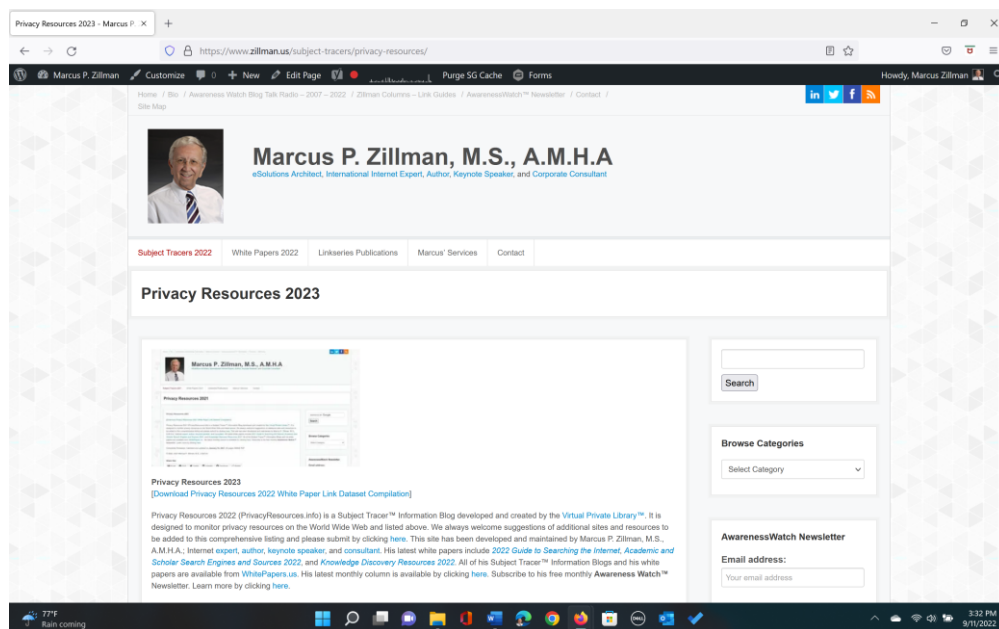 Privacy Resources 2023 - Marcus P.
https://www.zillman.us/subject-tracers/privacy-resources/
Marcus P. Zillman Customize 0 New Edit Page Purge SG Cache Forms Howdy, Marcus Zillman
Home / Bio / Awareness Watch Blog Talk Radio – 2007 – 2022 / Zillman Columns – Link Guides / AwarenessWatch™ Newsletter / Contact /
Site Map
Marcus P. Zillman, M.S., A.M.H.A
eSolutions Architect, International Internet Expert, Author, Keynote Speaker, and Corporate Consultant
Subject Tracers 2022 White Papers 2022 Linkseries Publications Marcus' Services Contact
Privacy Resources 2023
Marcus P. Zillman, M.S., A.M.H.A
Privacy Resources 2021
Search
Browse Categories
Select Category
Privacy Resources 2023
[Download Privacy Resources 2022 White Paper Link Dataset Compilation]
Privacy Resources 2022 (PrivacyResources.info) is a Subject Tracer™ Information Blog developed and created by the Virtual Private Library™. It is
designed to monitor privacy resources on the World Wide Web and listed above. We always welcome suggestions of additional sites and resources to
be added to this comprehensive listing and please submit by clicking here. This site has been developed and maintained by Marcus P. Zillman, M.S.,
A.M.H.A.; Internet expert, author, keynote speaker, and consultant. His latest white papers include 2022 Guide to Searching the Internet, Academic and
Scholar Search Engines and Sources 2022, and Knowledge Discovery Resources 2022. All of his Subject Tracer™ Information Blogs and his white
papers are available from WhitePapers.us. His latest monthly column is available by clicking here. Subscribe to his free monthly Awareness Watch™
Newsletter. Learn more by clicking here.
AwarenessWatch Newsletter
Email address:
Your email address
77°F
Rain coming
3:32 PM
9/11/2022